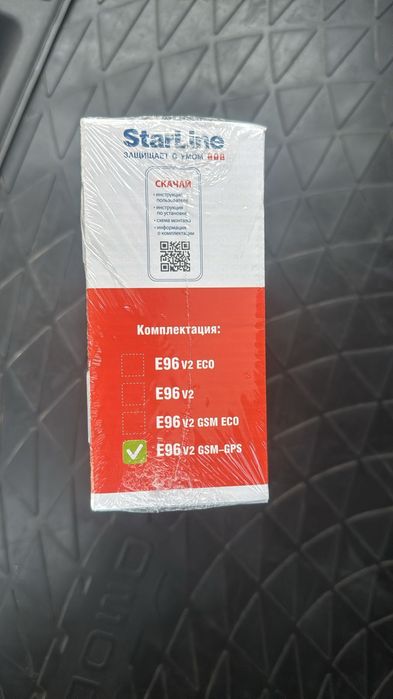 StarLine
ЗАЩИЩАЕТ С УМОМ
СКАЧАЙ
• инструкция
пользователя
• инструкция
по установке
• схема монтажа
• информация
о комплектации
Комплектация:
E96 V2 ECO
E96 V2
E96 V2 GSM ECO
E96 V2 GSM-GPS